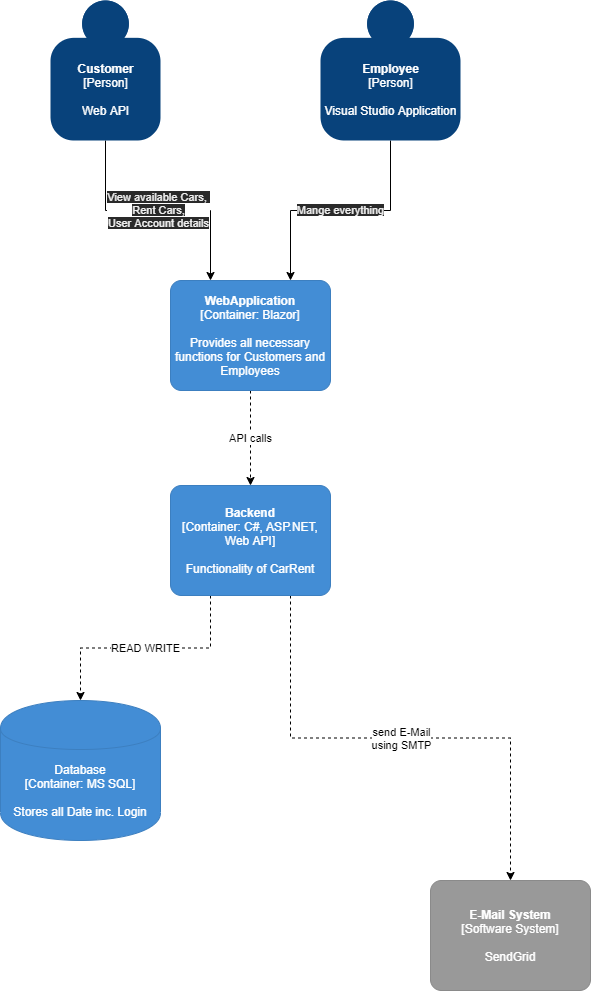 Customer
[Person]
Web API
Employee
[Person]
Visual Studio Application
View available Cars,
Rent Cars,
User Account details
Mange everything
WebApplication
[Container: Blazor]
Provides all necessary
functions for Customers and
Employees
API calls
Backend
[Container: C#, ASP.NET,
Web API]
Functionality of CarRent
READ WRITE
send E-Mail
using SMTP
Database
[Container: MS SQL]
Stores all Date inc. Login
E-Mail System
[Software System]
SendGrid